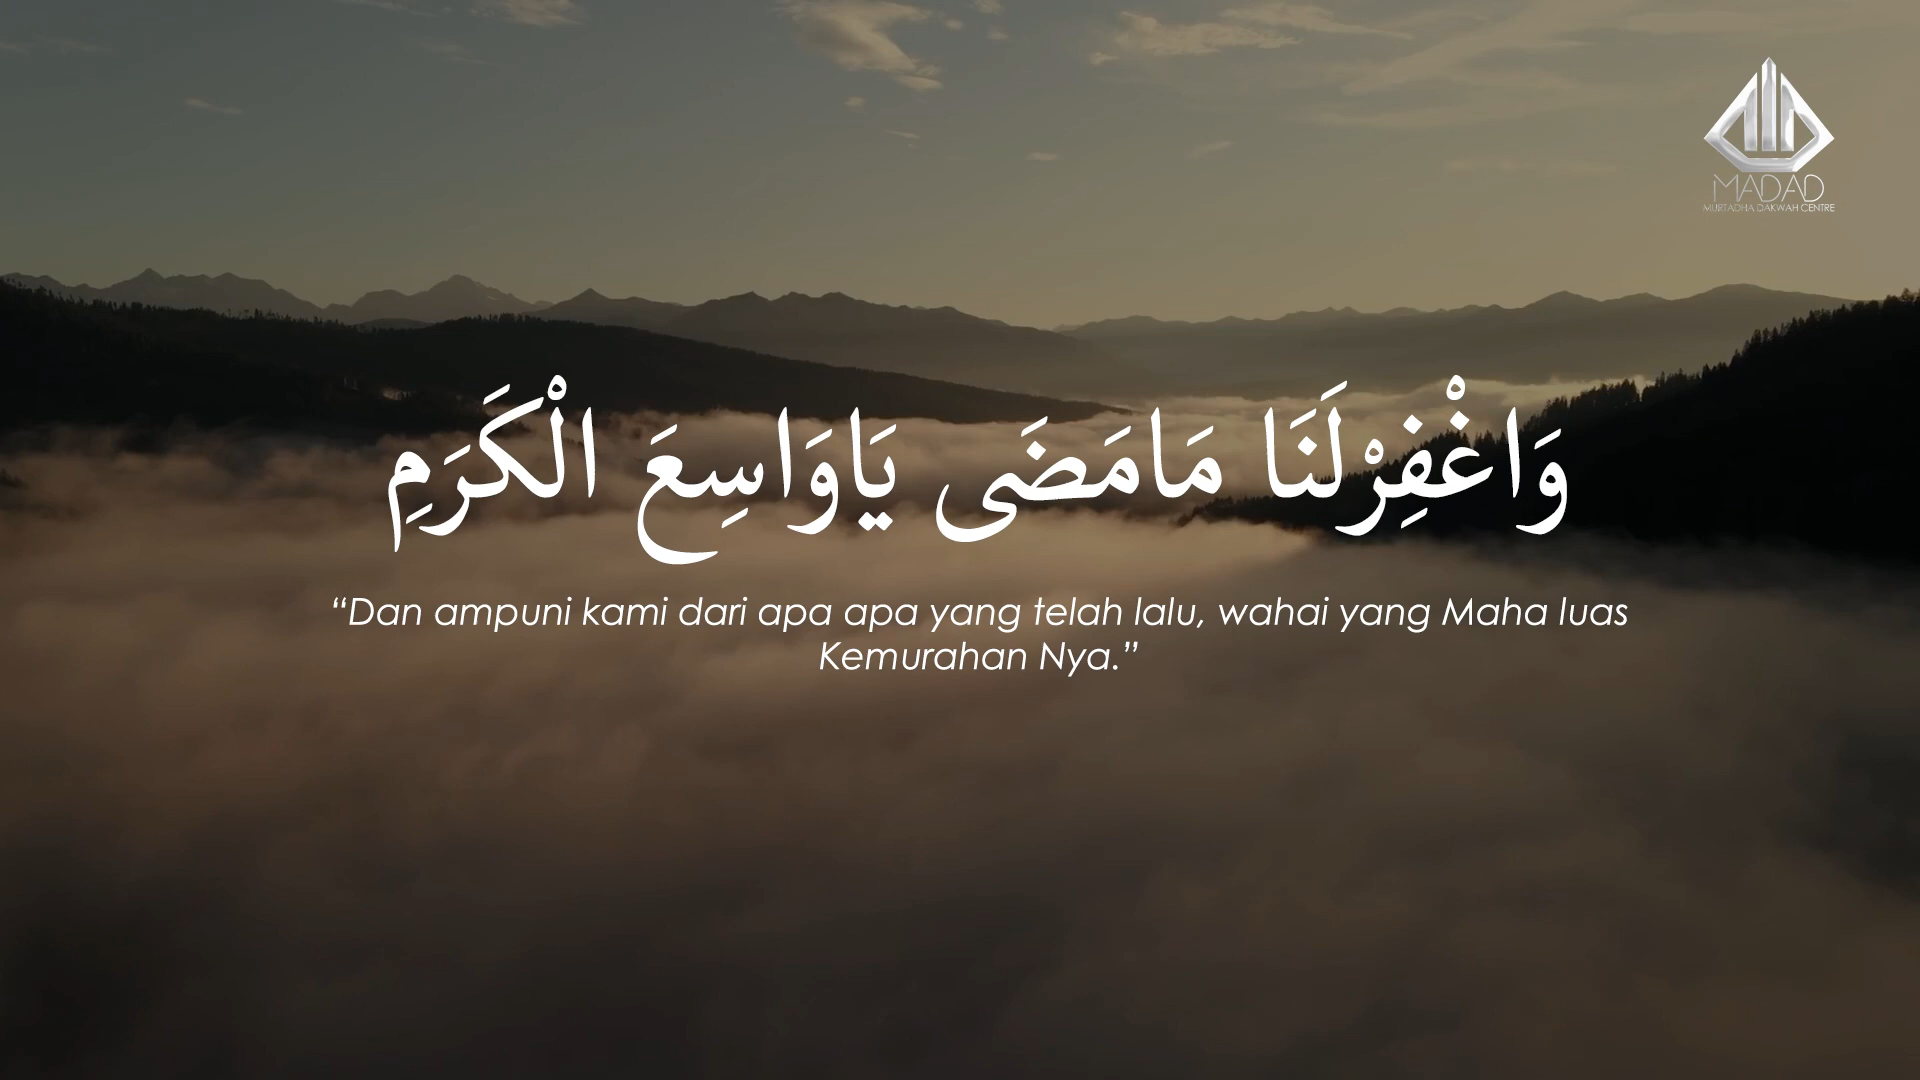 MADAD
MURTADHA DAKWAH CENTRE
وَاغْفِرْلَنَا مَامَضَى يَاوَاسِعَ الْكَرَمِ
“Dan ampuni kami dari apa apa yang telah lalu, wahai yang Maha luas
Kemurahan Nya.”